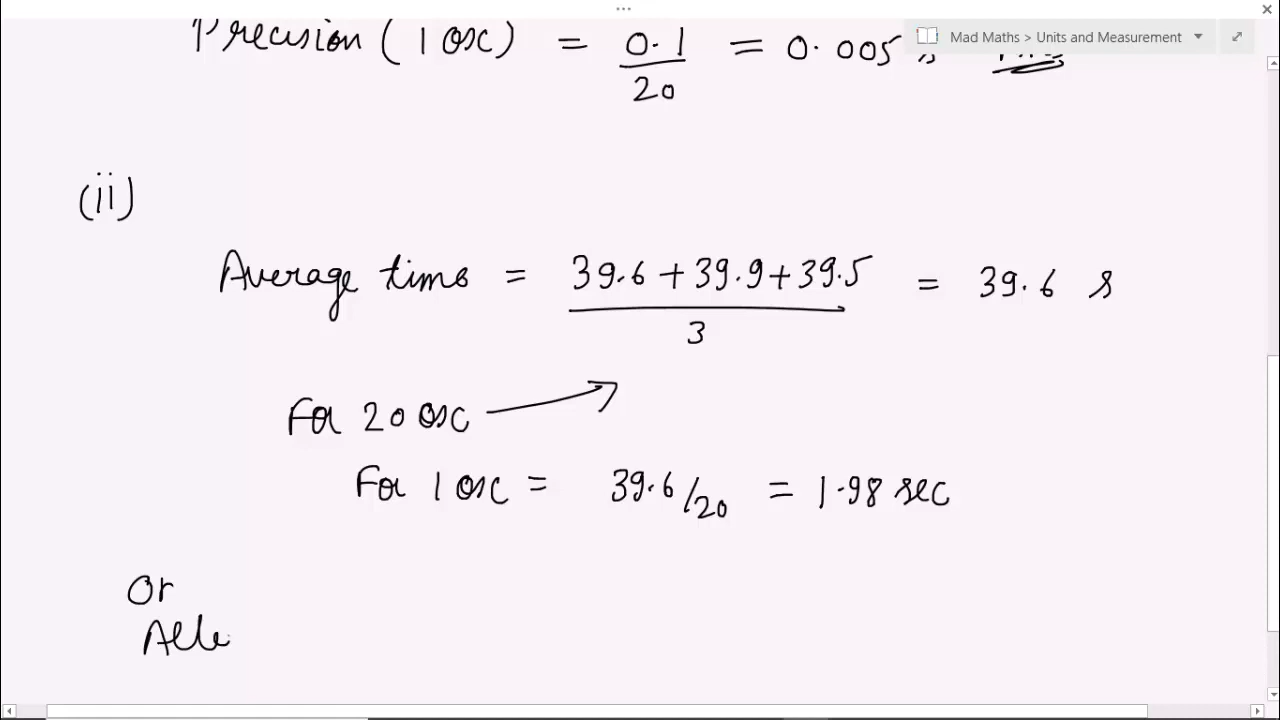 Mad Maths > Units and Measurement
Precision ( 1 osc ) = 0.1 / 20 = 0.005 s
(ii)
Average time = 39.6 + 39.9 + 39.5 / 3 = 39.6 s
For 20 osc →
For 1 osc = 39.6/20 = 1.98 sec
Or